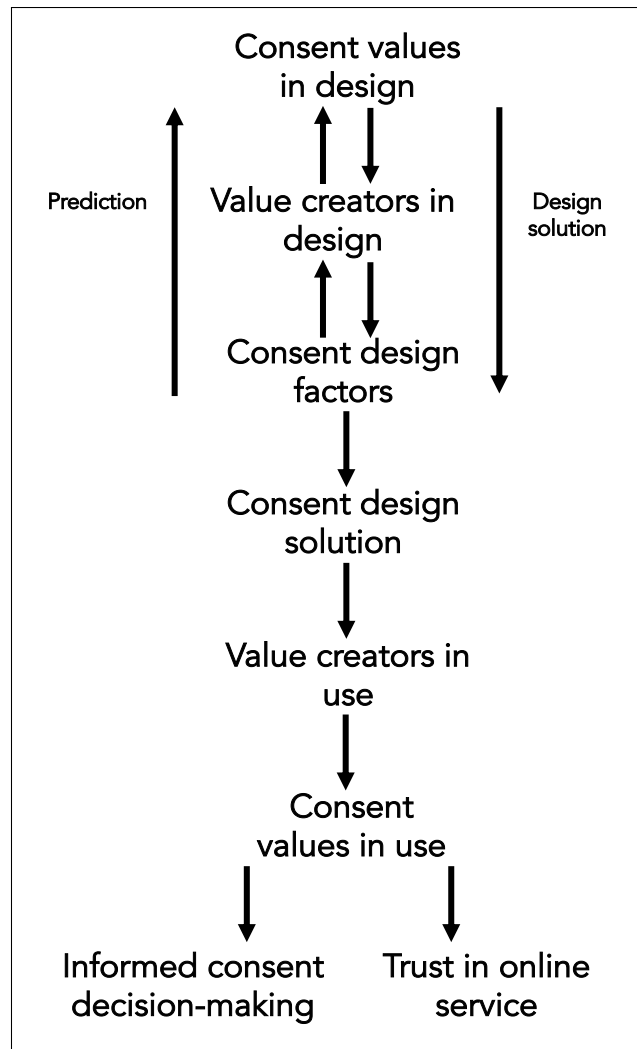 Consent values
in design
Prediction
Value creators in
design
Design
solution
Consent design
factors
Consent design
solution
Value creators in
use
Consent
values in use
Informed consent
decision-making
Trust in online
service